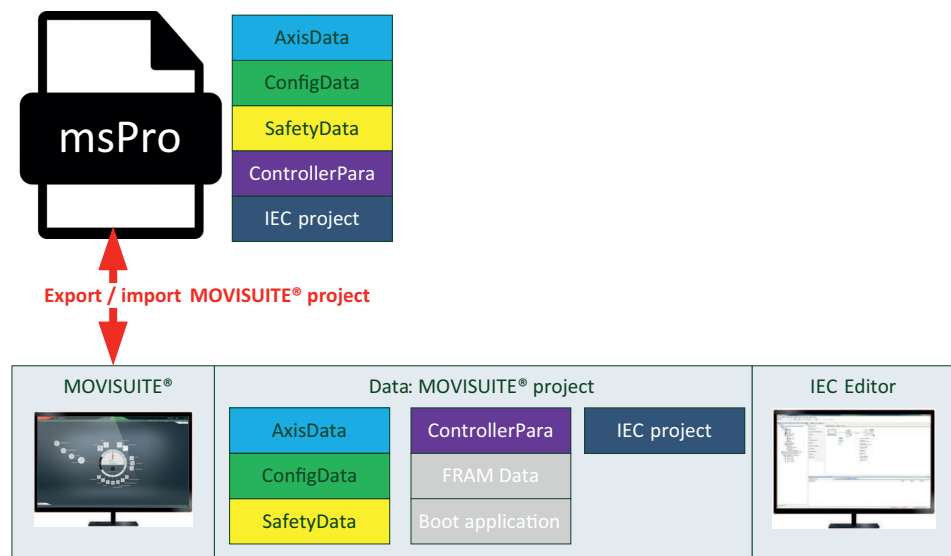 msPro
AxisData
ConfigData
SafetyData
ControllerPara
IEC project
Export / import MOVISUITE® project
MOVISUITE®
Data: MOVISUITE® project
IEC Editor
AxisData
ControllerPara
IEC project
ConfigData
FRAM Data
SafetyData
Boot application